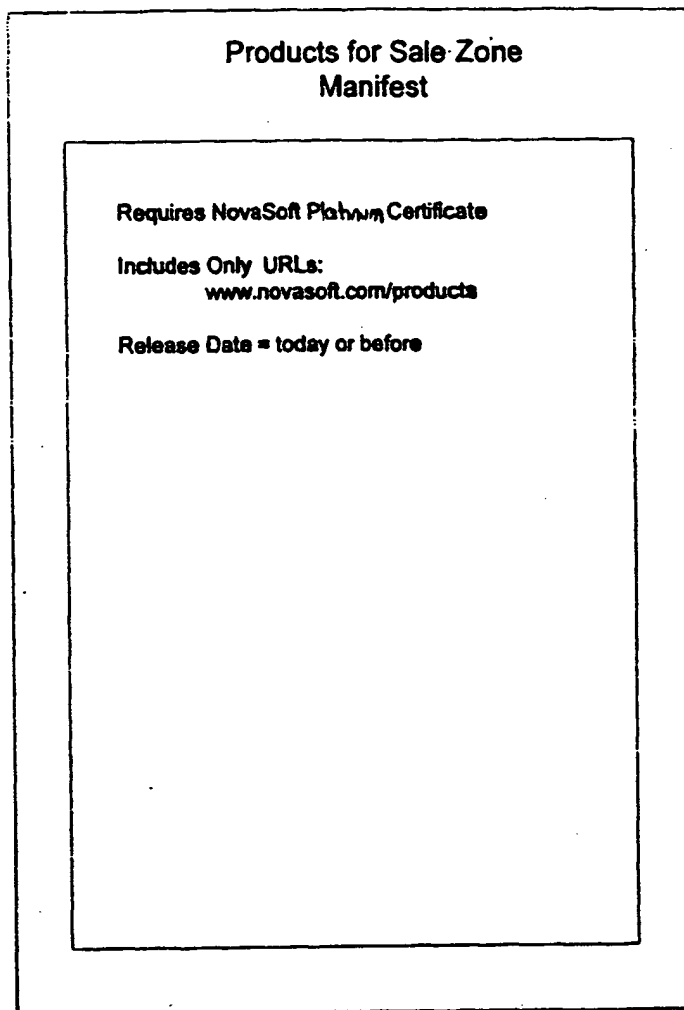 Products for Sale Zone
Manifest
Requires NovaSoft Platinum Certificate
Includes Only URLs:
www.novasoft.com/products
Release Date = today or before